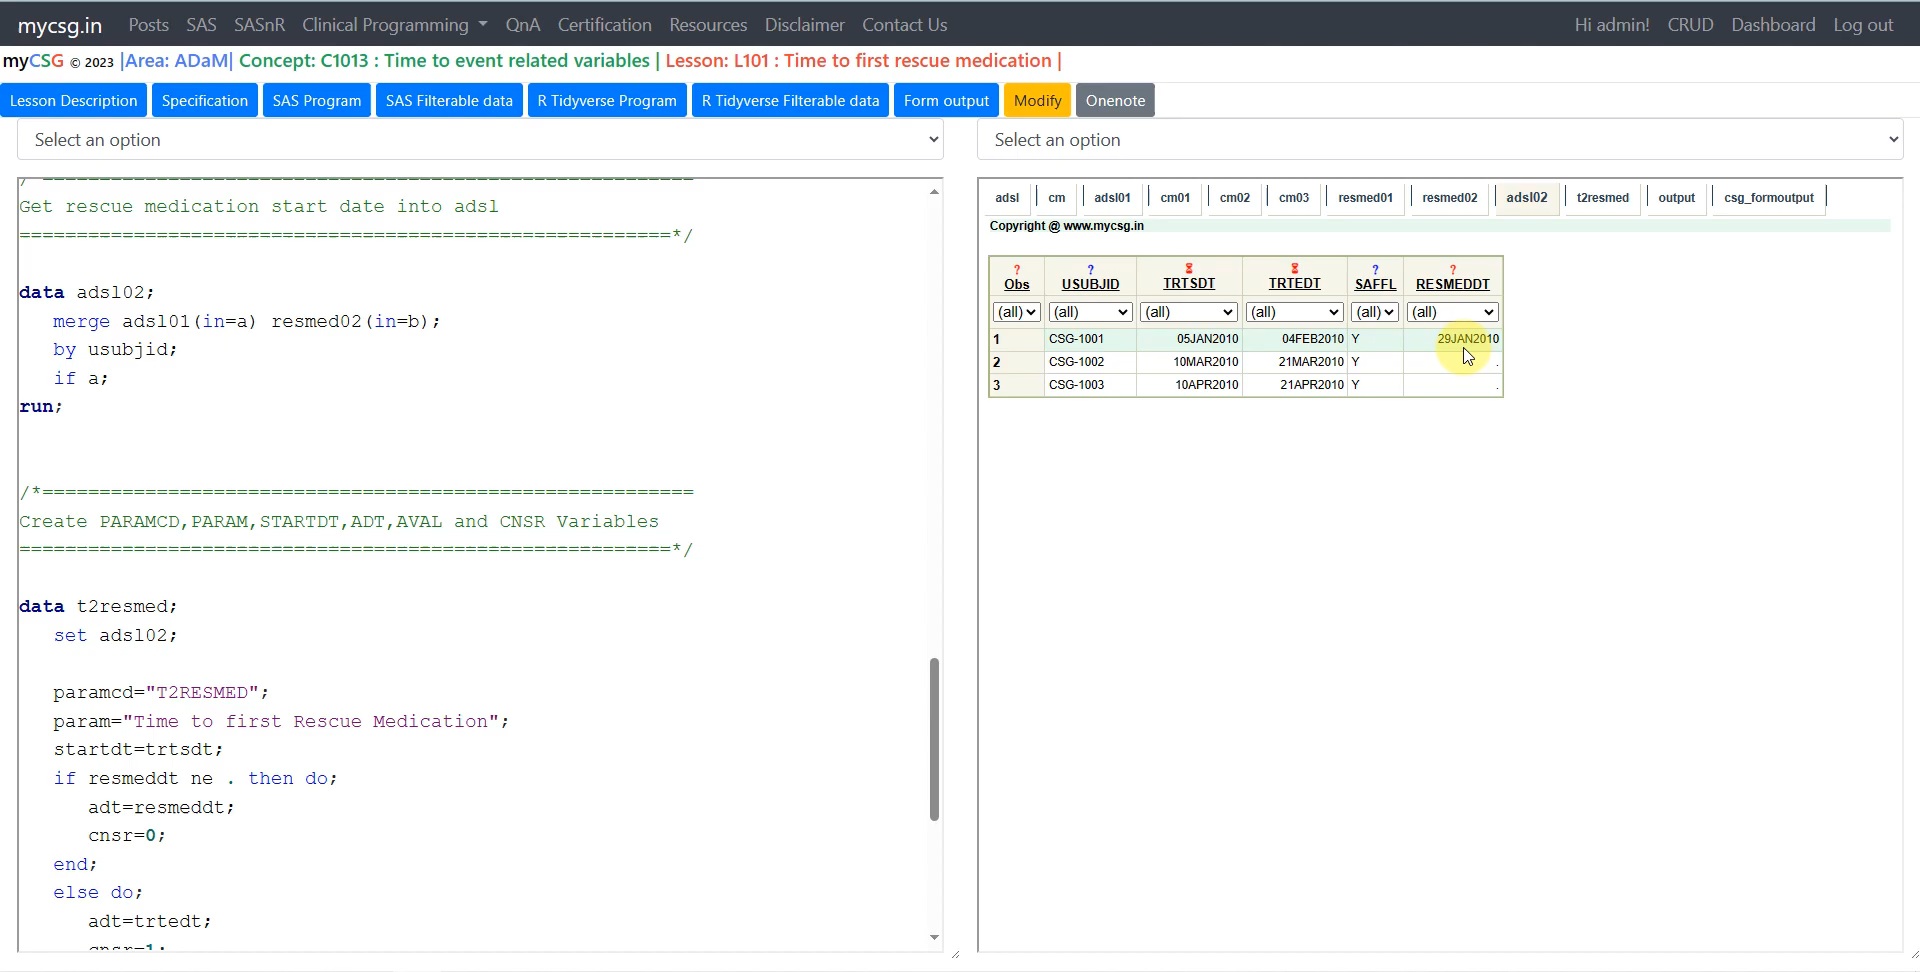 mycsg.in Posts SAS SASnR Clinical Programming QnA Certification Resources Disclaimer Contact Us Hi admin! CRUD Dashboard Log out
myCSG © 2023 |Area: ADaM| Concept: C1013 : Time to event related variables | Lesson: L101 : Time to first rescue medication |
Lesson Description Specification SAS Program SAS Filterable data R Tidyverse Program R Tidyverse Filterable data Form output Modify Onenote
Select an option
Select an option
/*=========================================================
Get rescue medication start date into adsl
=========================================================*/
data adsl02;
merge adsl01(in=a) resmed02(in=b);
by usubjid;
if a;
run;
/*=========================================================
Create PARAMCD,PARAM,STARTDT,ADT,AVAL and CNSR Variables
=========================================================*/
data t2resmed;
set adsl02;
paramcd="T2RESMED";
param="Time to first Rescue Medication";
startdt=trtsdt;
if resmeddt ne . then do;
adt=resmeddt;
cnsr=0;
end;
else do;
adt=trtedt;
cnsr=1;
adsl cm adsl01 cm01 cm02 cm03 resmed01 resmed02 adsl02 t2resmed output csg_formoutput
Copyright @ www.mycsg.in
? ? ? ?
Obs USUBJID TRTSDT TRTEDT SAFFL RESMEDDT
(all) (all) (all) (all) (all) (all)
1 CSG-1001 05JAN2010 04FEB2010 Y 29JAN2010
2 CSG-1002 10MAR2010 21MAR2010 Y .
3 CSG-1003 10APR2010 21APR2010 Y .